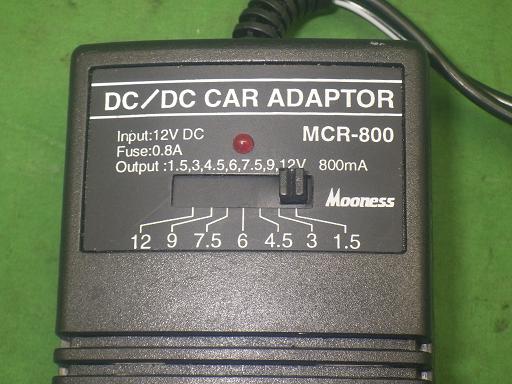 DC/DC CAR ADAPTOR
Input:12V DC
MCR-800
Fuse:0.8A
Output :1.5,3,4.5,6,7.5,9,12V 800mA
Mooness
12 9 7.5 6 4.5 3 1.5